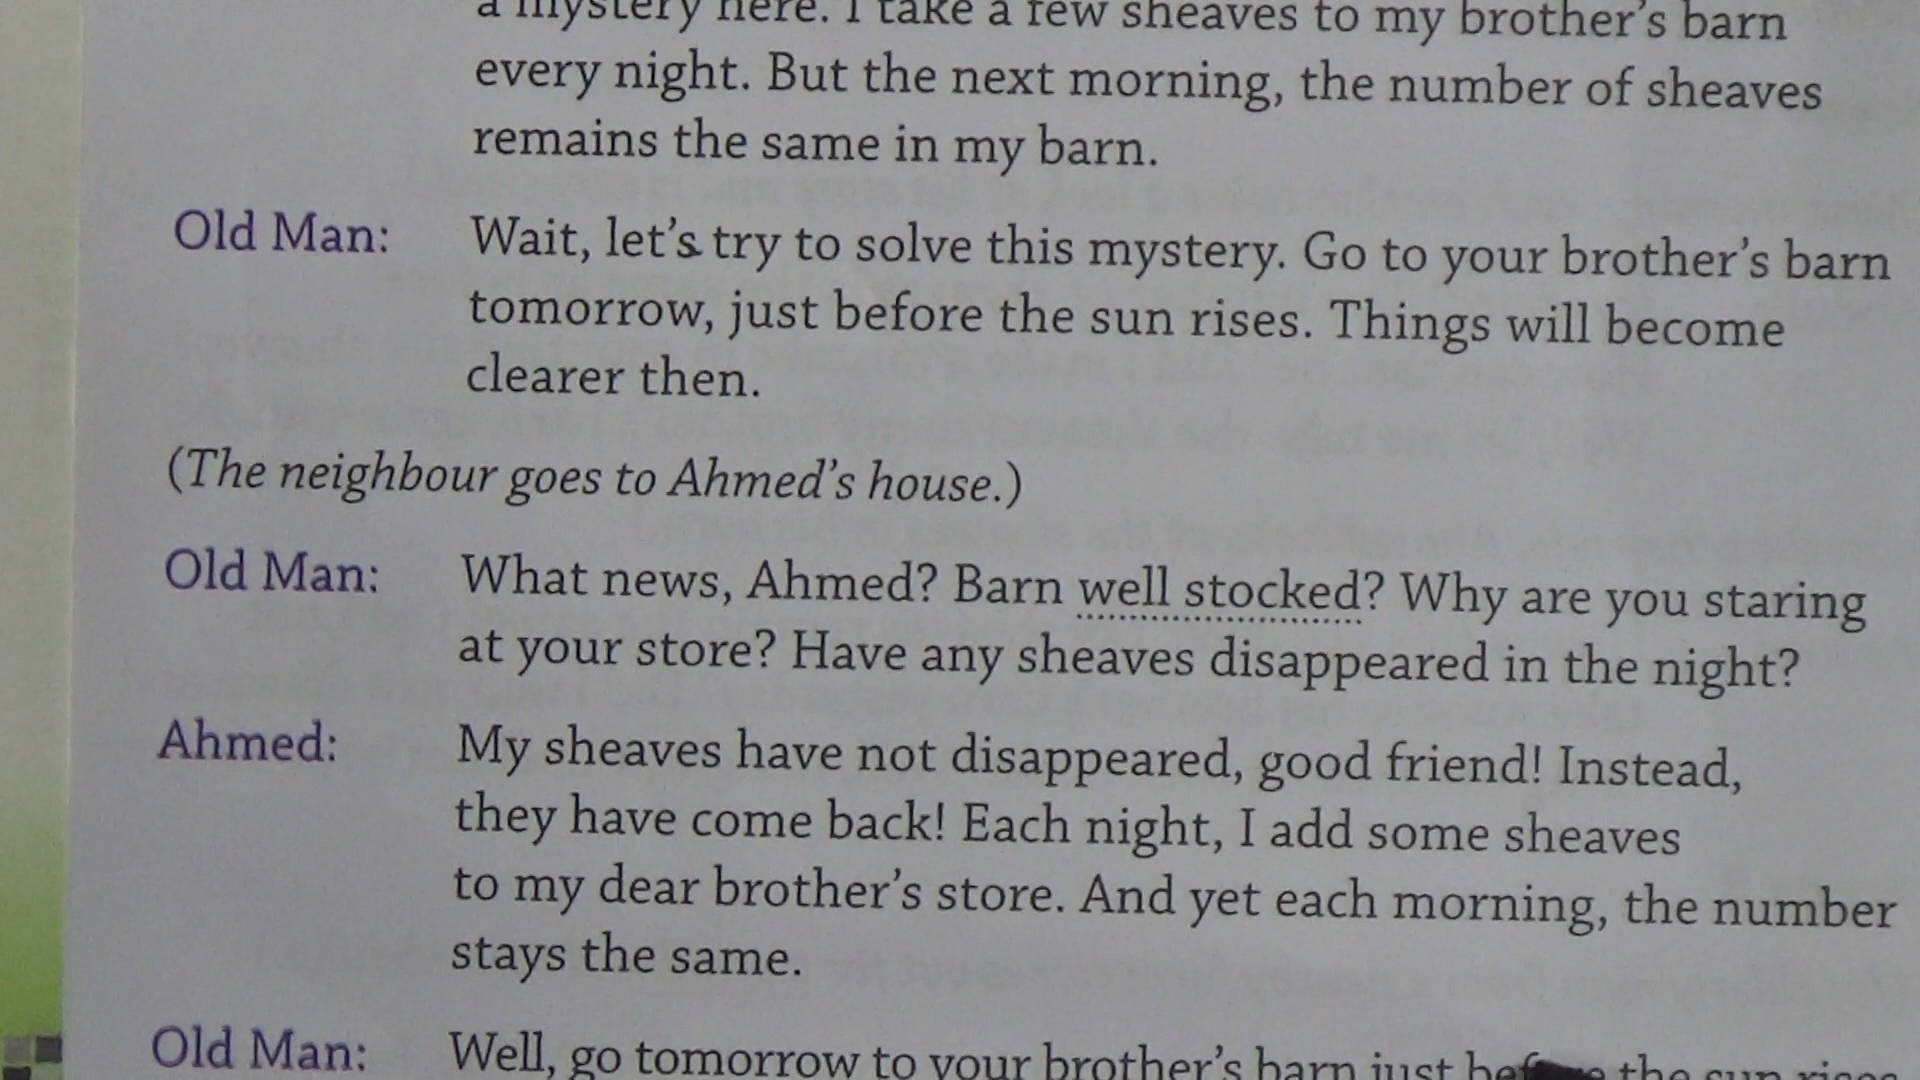 a mystery here. I take a few sheaves to my brother's barn
every night. But the next morning, the number of sheaves
remains the same in my barn.
Old Man: Wait, let's try to solve this mystery. Go to your brother's barn
tomorrow, just before the sun rises. Things will become
clearer then.
(The neighbour goes to Ahmed's house.)
Old Man: What news, Ahmed? Barn well stocked? Why are you staring
at your store? Have any sheaves disappeared in the night?
Ahmed: My sheaves have not disappeared, good friend! Instead,
they have come back! Each night, I add some sheaves
to my dear brother's store. And yet each morning, the number
stays the same.
Old Man: Well, go tomorrow to your brother's barn just before the sun rises